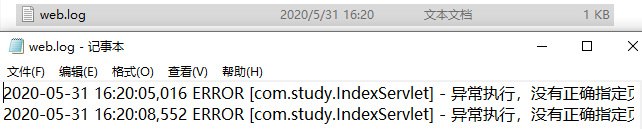 web.log 2020/5/31 16:20 文本文档 1 KB
web.log - 记事本
文件(F) 编辑(E) 格式(O) 查看(V) 帮助(H)
2020-05-31 16:20:05,016 ERROR [com.study.IndexServlet] - 异常执行，没有正确指定
2020-05-31 16:20:08,552 ERROR [com.study.IndexServlet] - 异常执行，没有正确指定